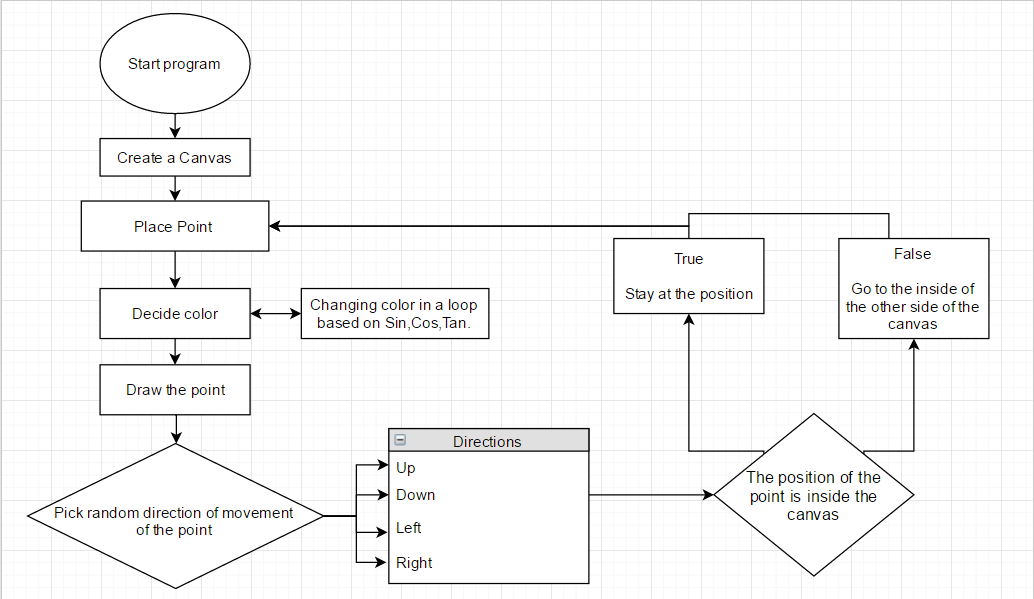 Start program
Create a Canvas
Place Point
Decide color
Changing color in a loop
based on Sin,Cos,Tan.
Draw the point
Pick random direction of movement
of the point
Directions
Up
Down
Left
Right
The position of the
point is inside the
canvas
True
Stay at the position
False
Go to the inside of
the other side of the
canvas